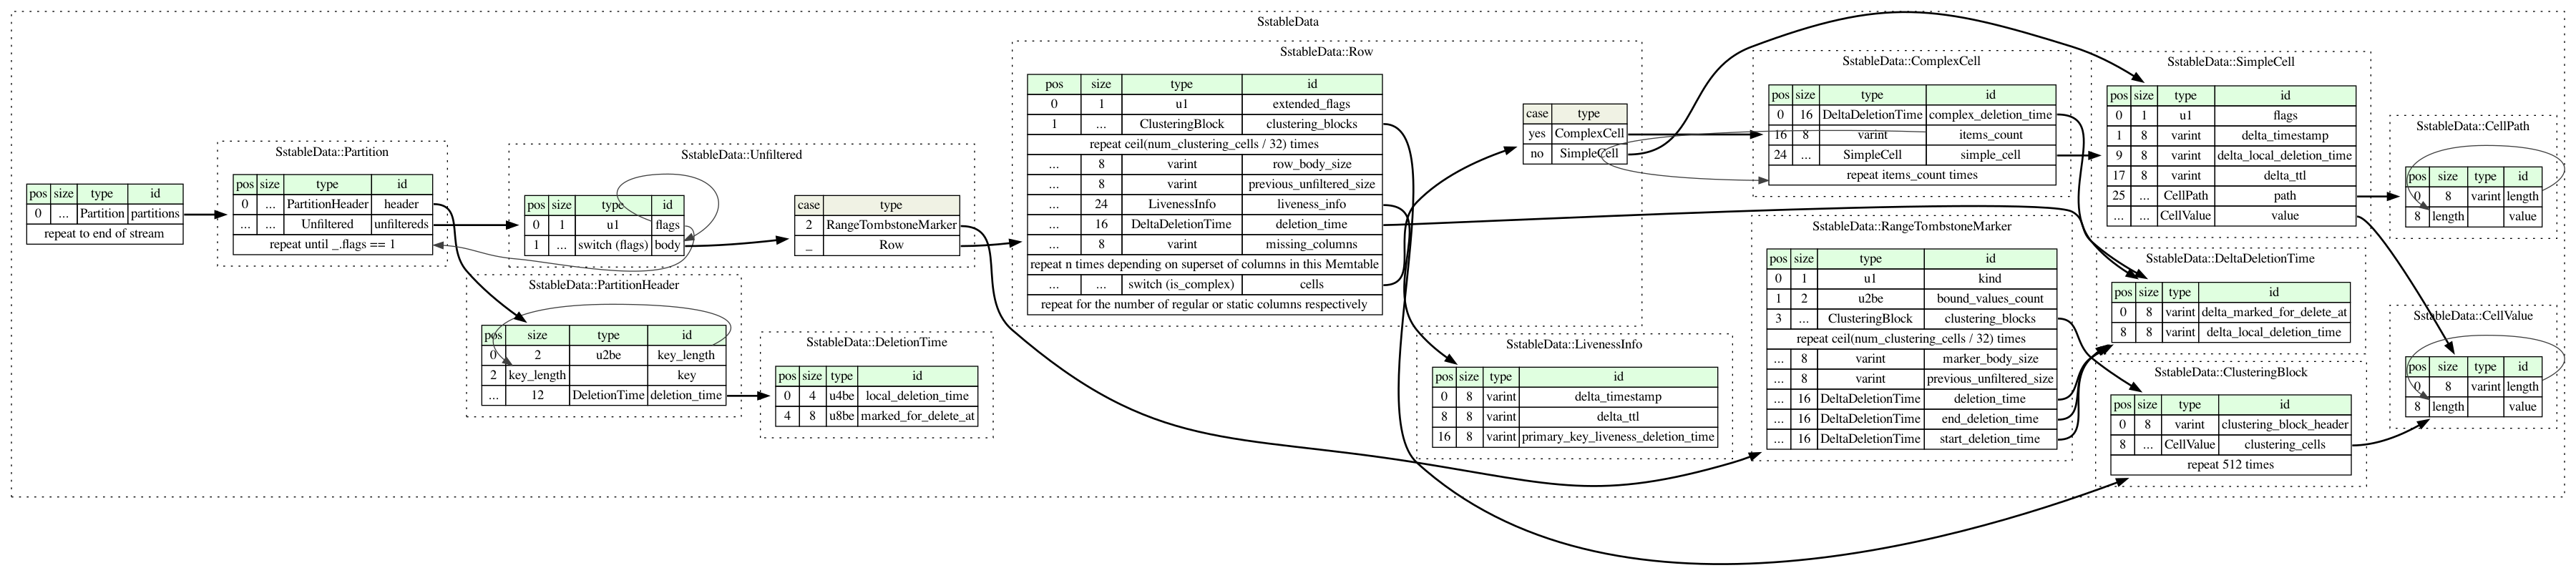 SstableData
pos size type id
0 ... Partition partitions
repeat to end of stream
SstableData::Partition
pos size type id
0 ... PartitionHeader header
... ... Unfiltered unfiltereds
repeat until _.flags == 1
SstableData::Unfiltered
pos size type id
0 1 u1 flags
1 ... switch (flags) body
case type
2 RangeTombstoneMarker
_ Row
SstableData::PartitionHeader
pos size type id
0 2 u2be key_length
2 key_length key
... 12 DeletionTime deletion_time
SstableData::DeletionTime
pos size type id
0 4 u4be local_deletion_time
4 8 u8be marked_for_delete_at
SstableData::Row
pos size type id
0 1 u1 extended_flags
1 ... ClusteringBlock clustering_blocks
repeat ceil(num_clustering_cells / 32) times
... 8 varint row_body_size
... 8 varint previous_unfiltered_size
... 24 LivenessInfo liveness_info
... 16 DeltaDeletionTime deletion_time
... 8 varint missing_columns
repeat n times depending on superset of columns in this Memtable
... ... switch (is_complex) cells
repeat for the number of regular or static columns respectively
case type
yes ComplexCell
no SimpleCell
SstableData::LivenessInfo
pos size type id
0 8 varint delta_timestamp
8 8 varint delta_ttl
16 8 varint primary_key_liveness_deletion_time
SstableData::ComplexCell
pos size type id
0 16 DeltaDeletionTime complex_deletion_time
16 8 varint items_count
24 ... SimpleCell simple_cell
repeat items_count times
SstableData::RangeTombstoneMarker
pos size type id
0 1 u1 kind
1 2 u2be bound_values_count
3 ... ClusteringBlock clustering_blocks
repeat ceil(num_clustering_cells / 32) times
... 8 varint marker_body_size
... 8 varint previous_unfiltered_size
... 16 DeltaDeletionTime deletion_time
... 16 DeltaDeletionTime end_deletion_time
... 16 DeltaDeletionTime start_deletion_time
SstableData::SimpleCell
pos size type id
0 1 u1 flags
1 8 varint delta_timestamp
9 8 varint delta_local_deletion_time
17 8 varint delta_ttl
25 ... CellPath path
... ... CellValue value
SstableData::DeltaDeletionTime
pos size type id
0 8 varint delta_marked_for_delete_at
8 8 varint delta_local_deletion_time
SstableData::ClusteringBlock
pos size type id
0 8 varint clustering_block_header
8 ... CellValue clustering_cells
repeat 512 times
SstableData::CellPath
pos size type id
0 8 varint length
8 length value
SstableData::CellValue
pos size type id
0 8 varint length
8 length value